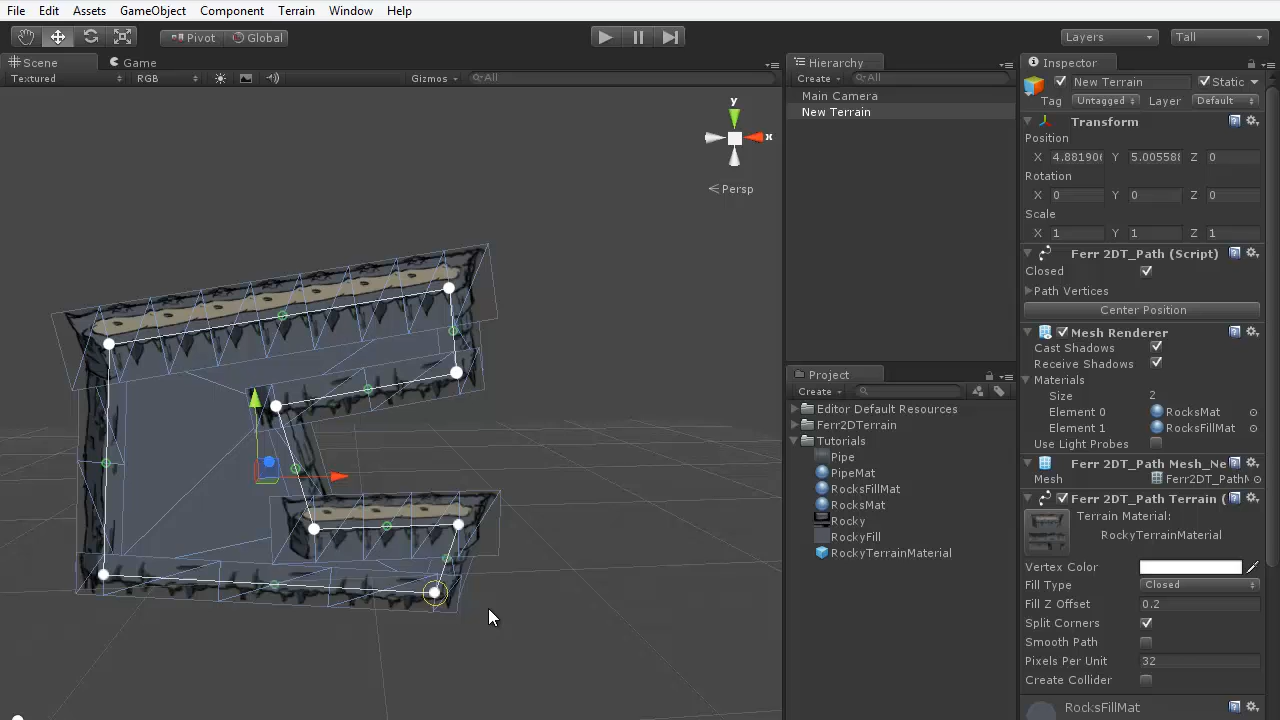 File Edit Assets GameObject Component Terrain Window Help
Pivot Global Layers Tall
Scene Game
Textured RGB Gizmos All
y
x
Persp
Hierarchy
Create All
Main Camera
New Terrain
Project
Create
Editor Default Resources
Ferr2DTerrain
Tutorials
Pipe
PipeMat
RocksFillMat
RocksMat
Rocky
RockyFill
RockyTerrainMaterial
Inspector
New Terrain Static
Tag Untagged Layer Default
Transform
Position
X 4.88190 Y 5.00558 Z 0
Rotation
X 0 Y 0 Z 0
Scale
X 1 Y 1 Z 1
Ferr 2DT_Path (Script)
Closed
Path Vertices
Center Position
Mesh Renderer
Cast Shadows
Receive Shadows
Materials
Size 2
Element 0 RocksMat
Element 1 RocksFillMat
Use Light Probes
Ferr 2DT_Path Mesh_Ne
Mesh Ferr2DT_Path
Ferr 2DT_Path Terrain (
Terrain Material:
RockyTerrainMaterial
Vertex Color
Fill Type Closed
Fill Z Offset 0.2
Split Corners
Smooth Path
Pixels Per Unit 32
Create Collider
RocksFillMat